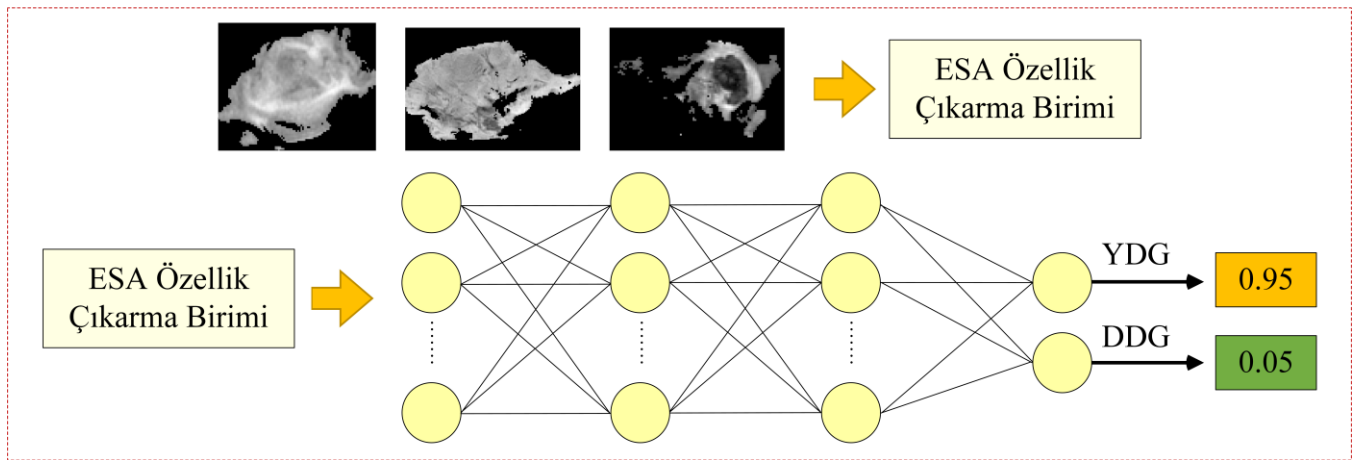 ESA Özellik
Çıkarma Birimi
ESA Özellik
Çıkarma Birimi
YDG
0.95
DDG
0.05